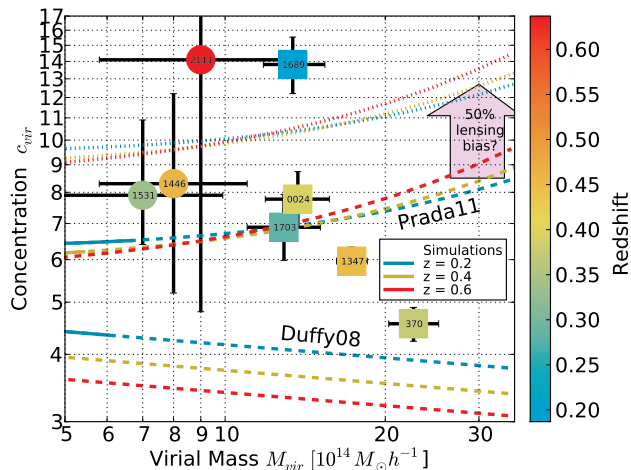 17
16
15
14
13
12
11
10
9
8
7
6
5
4
3
Concentration c_vir
2111
1689
1446
1531
0024
1703
1347
370
50%
lensing
bias?
Prada11
Duffy08
Simulations
z = 0.2
z = 0.4
z = 0.6
5 6 7 8 9 10 20 30
Virial Mass M_vir [10^14 M_⊙ h^−1]
0.60
0.55
0.50
0.45
0.40
0.35
0.30
0.25
0.20
Redshift